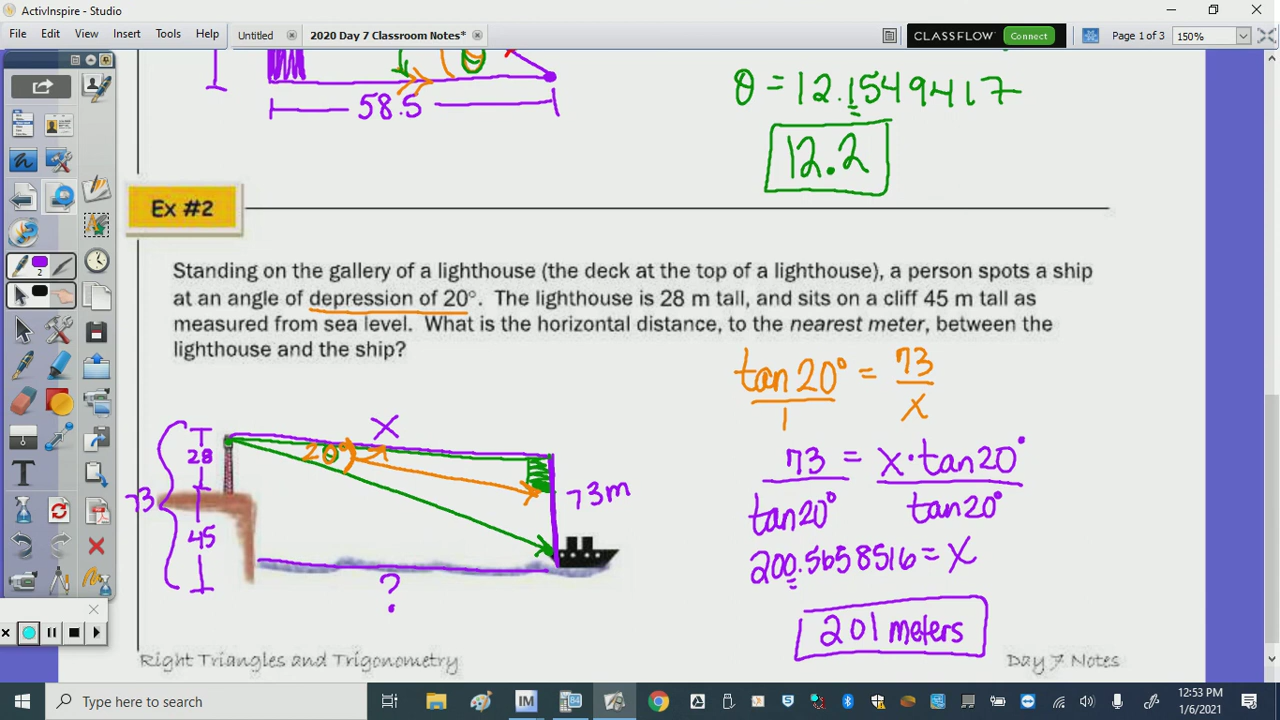 ActivInspire - Studio
File Edit View Insert Tools Help
Untitled
2020 Day 7 Classroom Notes*
CLASSFLOW Connect
Page 1 of 3
150%
θ
58.5
θ = 12.1549417
12.2
Ex #2
Standing on the gallery of a lighthouse (the deck at the top of a lighthouse), a person spots a ship
at an angle of depression of 20°. The lighthouse is 28 m tall, and sits on a cliff 45 m tall as
measured from sea level. What is the horizontal distance, to the nearest meter, between the
lighthouse and the ship?
tan 20° = 73
1 x
x
28
20°
73
73m
45
?
73 = x·tan20°
tan20° tan20°
200.5658516 = x
201 meters
Right Triangles and Trigonometry
Day 7 Notes
2
T
Type here to search
IM
12:53 PM
1/6/2021